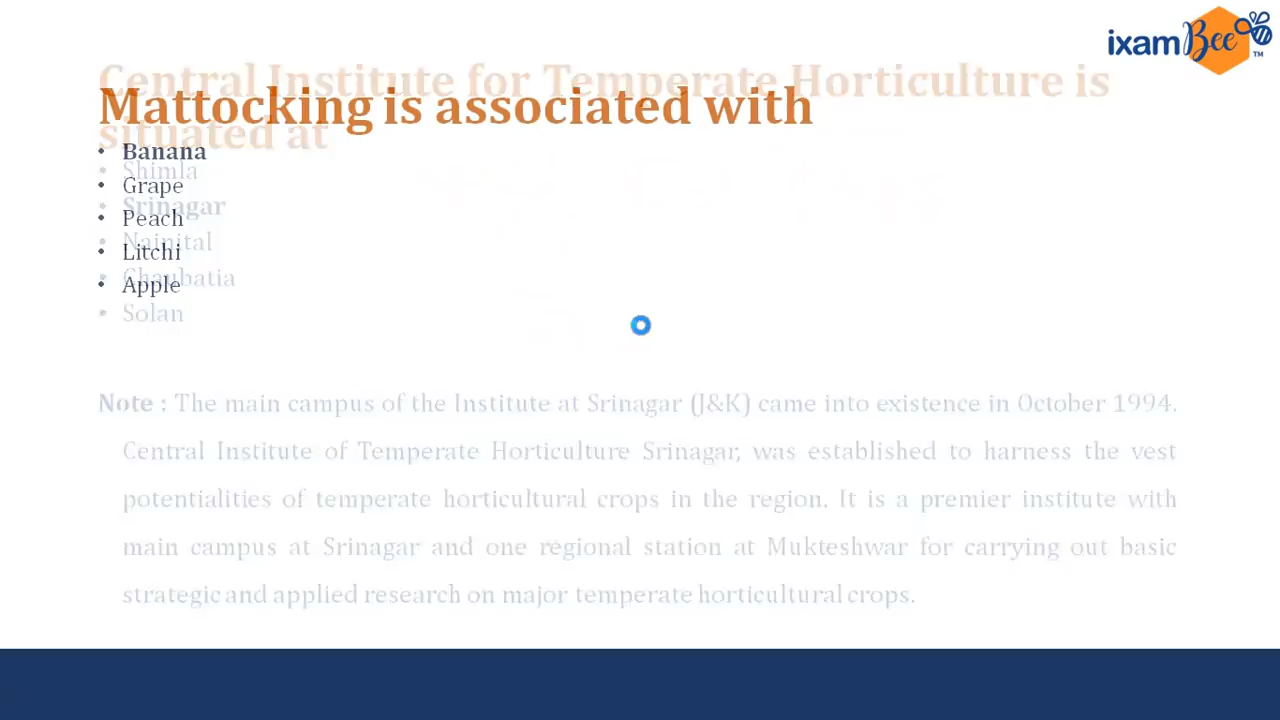 ixamBee
TM
Central Institute for Temperate Horticulture is
situated at
Mattocking is associated with
• Banana
• Grape
• Peach
• Litchi
• Apple
• Shimla
• Srinagar
• Nainital
• Chaubatia
• Solan
Note : The main campus of the Institute at Srinagar (J&K) came into existence in October 1994.
Central Institute of Temperate Horticulture Srinagar, was established to harness the vest
potentialities of temperate horticultural crops in the region. It is a premier institute with
main campus at Srinagar and one regional station at Mukteshwar for carrying out basic
strategic and applied research on major temperate horticultural crops.